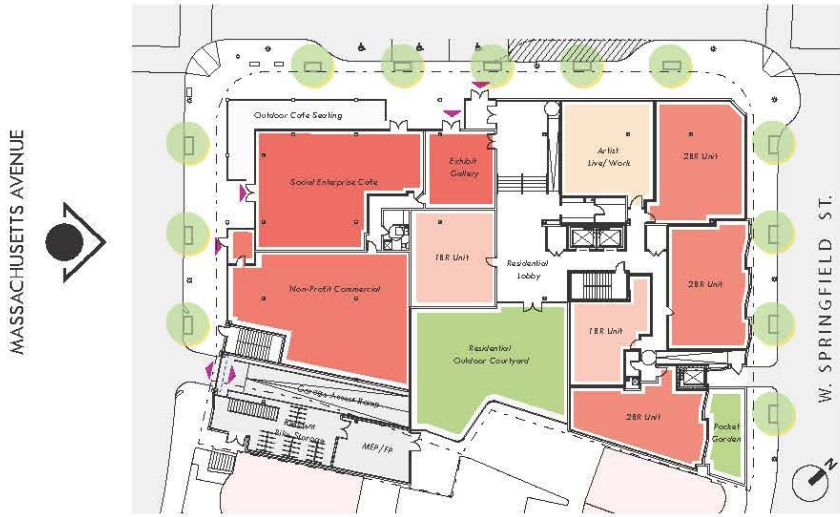 MASSACHUSETTS AVENUE
Outdoor Cafe Seating
Social Enterprise Cafe
Exhibit
Gallery
Artist
Live/ Work
2BR Unit
1BR Unit
Residential
Lobby
2BR Unit
Non-Profit Commercial
1BR Unit
Residential
Outdoor Courtyard
Garage Access Ramp
Resident
Bike Storage
MEP/FP
2BR Unit
Pocket
Garden
W. SPRINGFIELD ST.
N